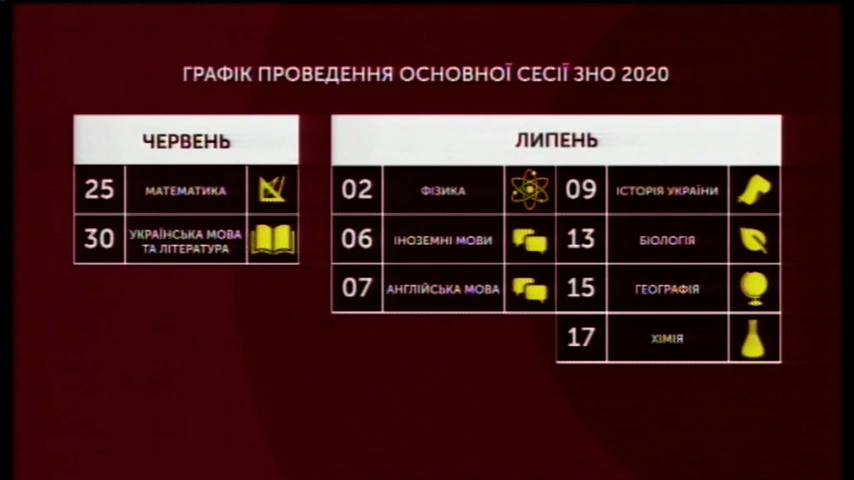 ГРАФІК ПРОВЕДЕННЯ ОСНОВНОЇ СЕСІЇ ЗНО 2020
ЧЕРВЕНЬ
25 МАТЕМАТИКА
30 УКРАЇНСЬКА МОВА
ТА ЛІТЕРАТУРА
ЛИПЕНЬ
02 ФІЗИКА
06 ІНОЗЕМНІ МОВИ
07 АНГЛІЙСЬКА МОВА
09 ІСТОРІЯ УКРАЇНИ
13 БІОЛОГІЯ
15 ГЕОГРАФІЯ
17 ХІМІЯ